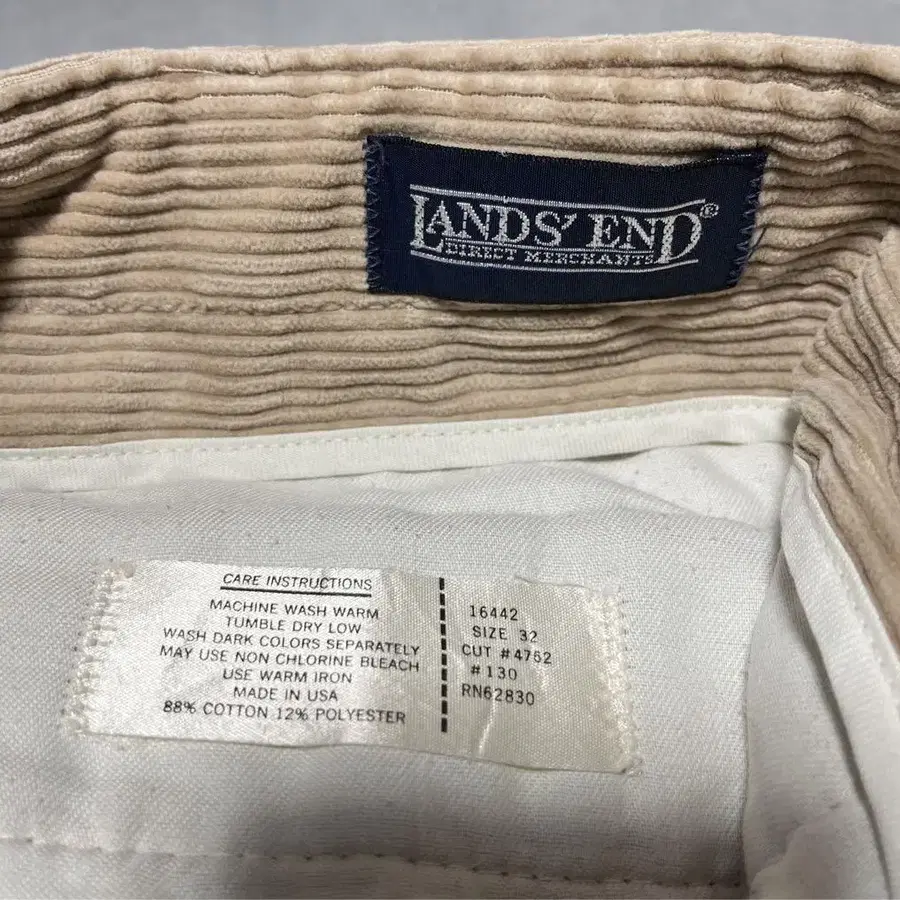 LANDS' END®
DIRECT MERCHANTS
CARE INSTRUCTIONS
MACHINE WASH WARM
TUMBLE DRY LOW
WASH DARK COLORS SEPARATELY
MAY USE NON CHLORINE BLEACH
USE WARM IRON
MADE IN USA
88% COTTON 12% POLYESTER
16442
SIZE 32
CUT #4752
#130
RN62830